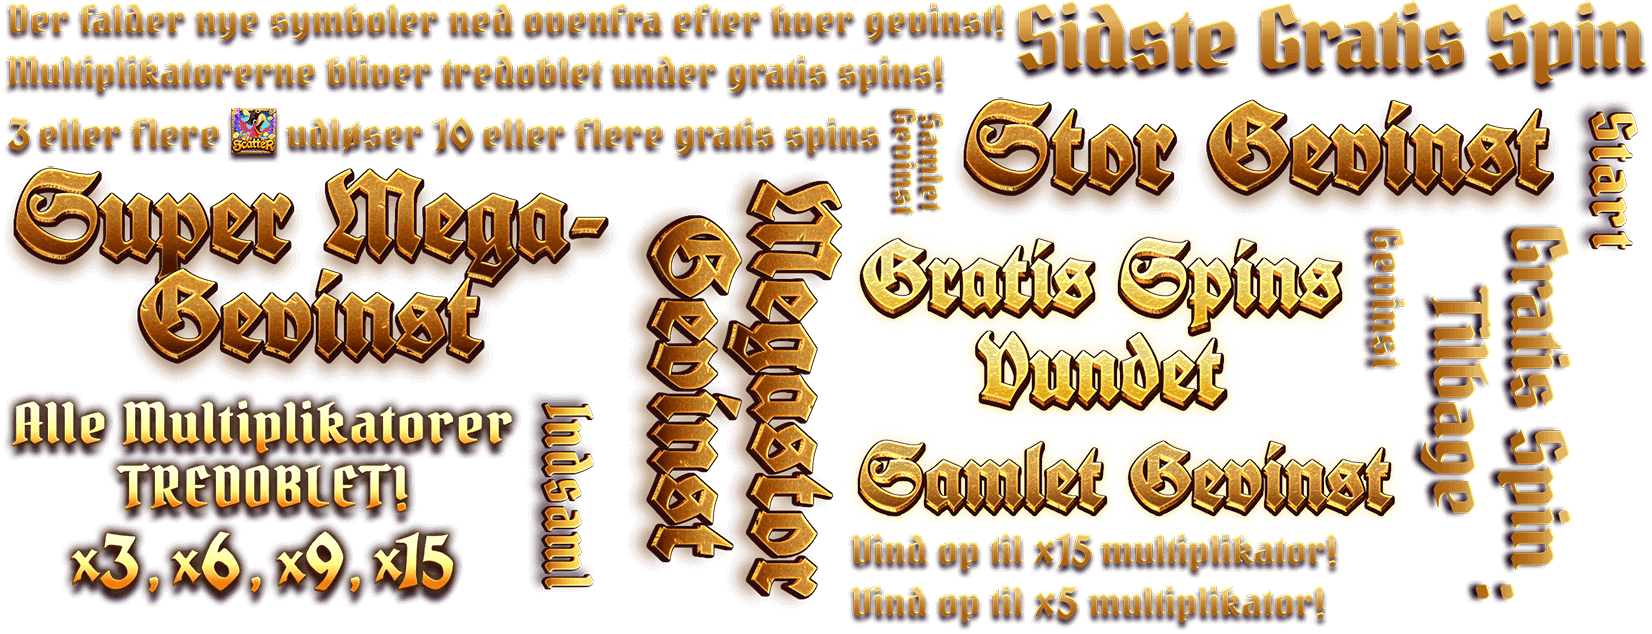 Der falder nye symboler ned ovenfra efter hver gevinst!
Multiplikatorerne bliver tredoblet under gratis spins!
3 eller flere SCATTER udløser 10 eller flere gratis spins
Sidste Gratis Spin
Samlet
Gevinst
Stor Gevinst
Start
Super Mega-
Gevinst
Megastor
Gevinst
Gratis Spins
Vundet
Gevinst
Gratis Spin
Tilbage :
Alle Multiplikatorer
TREDOBLET!
x3, x6, x9, x15
Indsaml
Samlet Gevinst
Vind op til x15 multiplikator!
Vind op til x5 multiplikator!